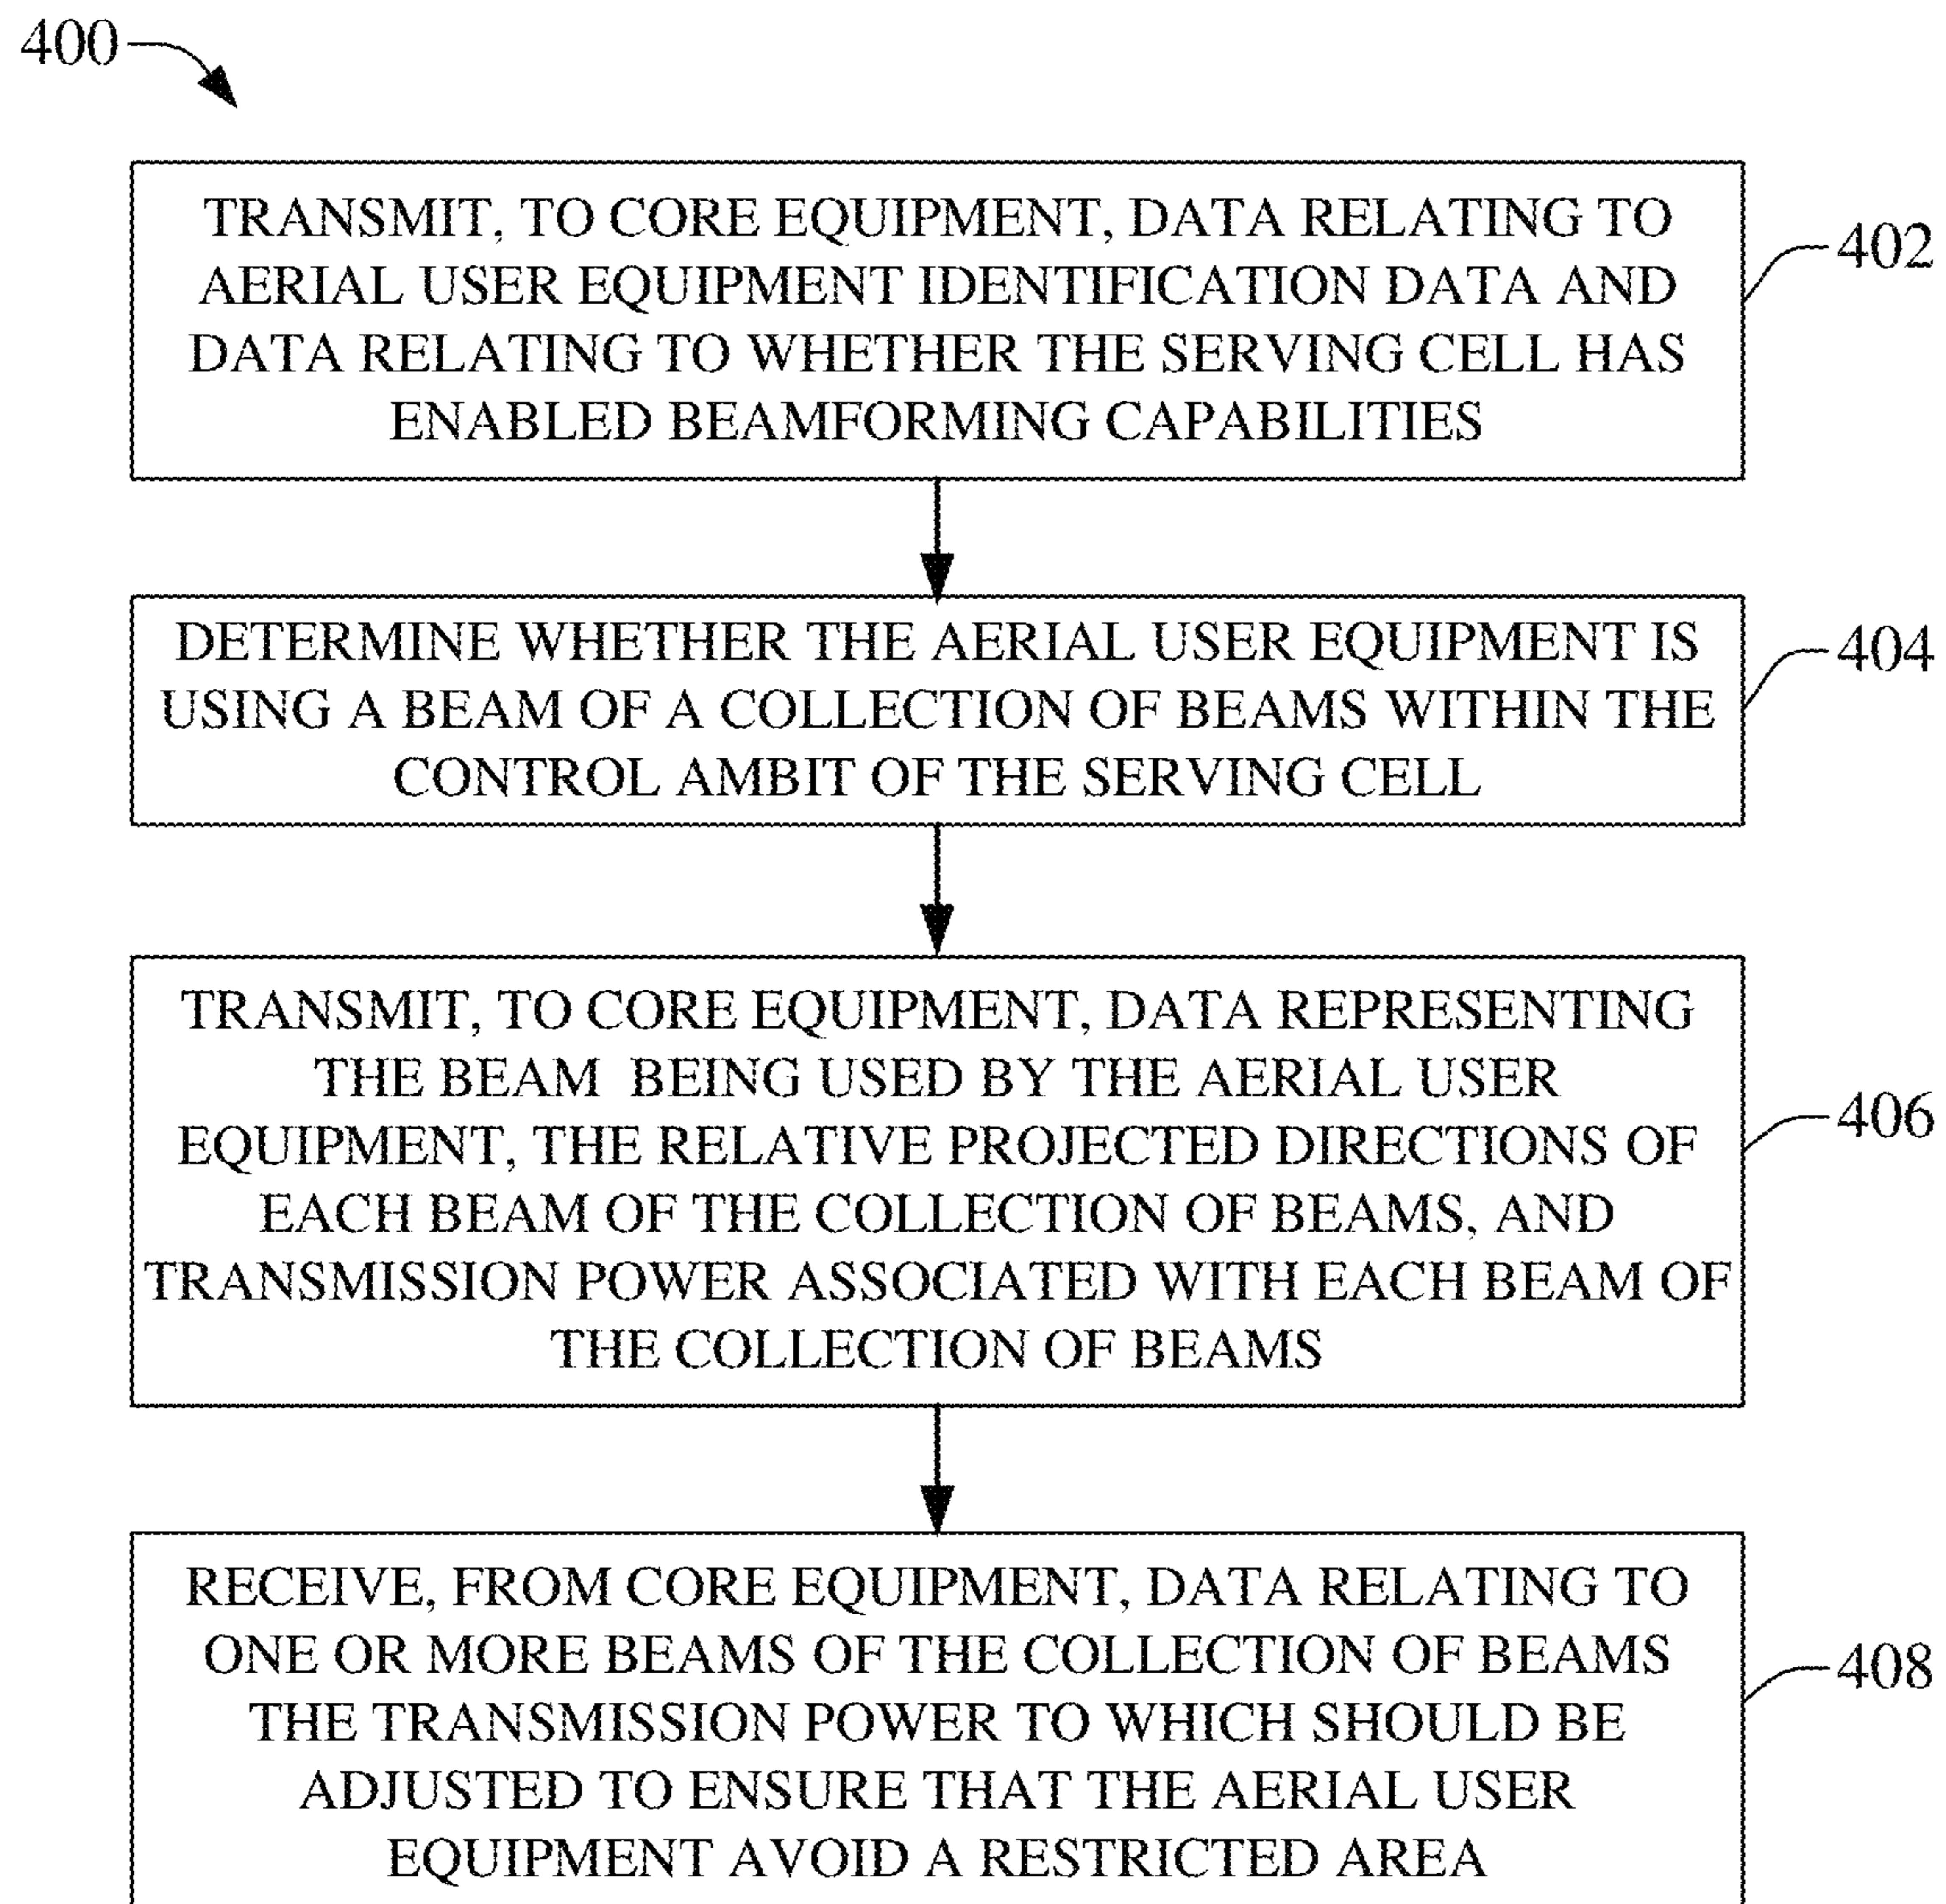 400
TRANSMIT, TO CORE EQUIPMENT, DATA RELATING TO
AERIAL USER EQUIPMENT IDENTIFICATION DATA AND
DATA RELATING TO WHETHER THE SERVING CELL HAS
ENABLED BEAMFORMING CAPABILITIES
402
DETERMINE WHETHER THE AERIAL USER EQUIPMENT IS
USING A BEAM OF A COLLECTION OF BEAMS WITHIN THE
CONTROL AMBIT OF THE SERVING CELL
404
TRANSMIT, TO CORE EQUIPMENT, DATA REPRESENTING
THE BEAM BEING USED BY THE AERIAL USER
EQUIPMENT, THE RELATIVE PROJECTED DIRECTIONS OF
EACH BEAM OF THE COLLECTION OF BEAMS, AND
TRANSMISSION POWER ASSOCIATED WITH EACH BEAM OF
THE COLLECTION OF BEAMS
406
RECEIVE, FROM CORE EQUIPMENT, DATA RELATING TO
ONE OR MORE BEAMS OF THE COLLECTION OF BEAMS
THE TRANSMISSION POWER TO WHICH SHOULD BE
ADJUSTED TO ENSURE THAT THE AERIAL USER
EQUIPMENT AVOID A RESTRICTED AREA
408